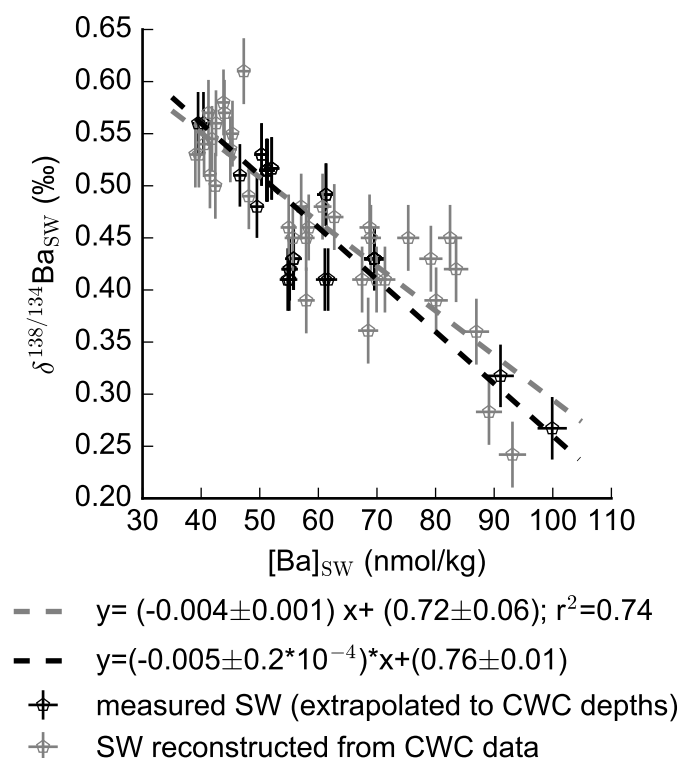 0.65
0.60
0.55
0.50
0.45
0.40
0.35
0.30
0.25
0.20
δ138/134BaSW (‰)
30 40 50 60 70 80 90 100 110
[Ba]SW (nmol/kg)
y= (-0.004±0.001) x+ (0.72±0.06); r²=0.74
y=(-0.005±0.2*10⁻⁴)*x+(0.76±0.01)
measured SW (extrapolated to CWC depths)
SW reconstructed from CWC data